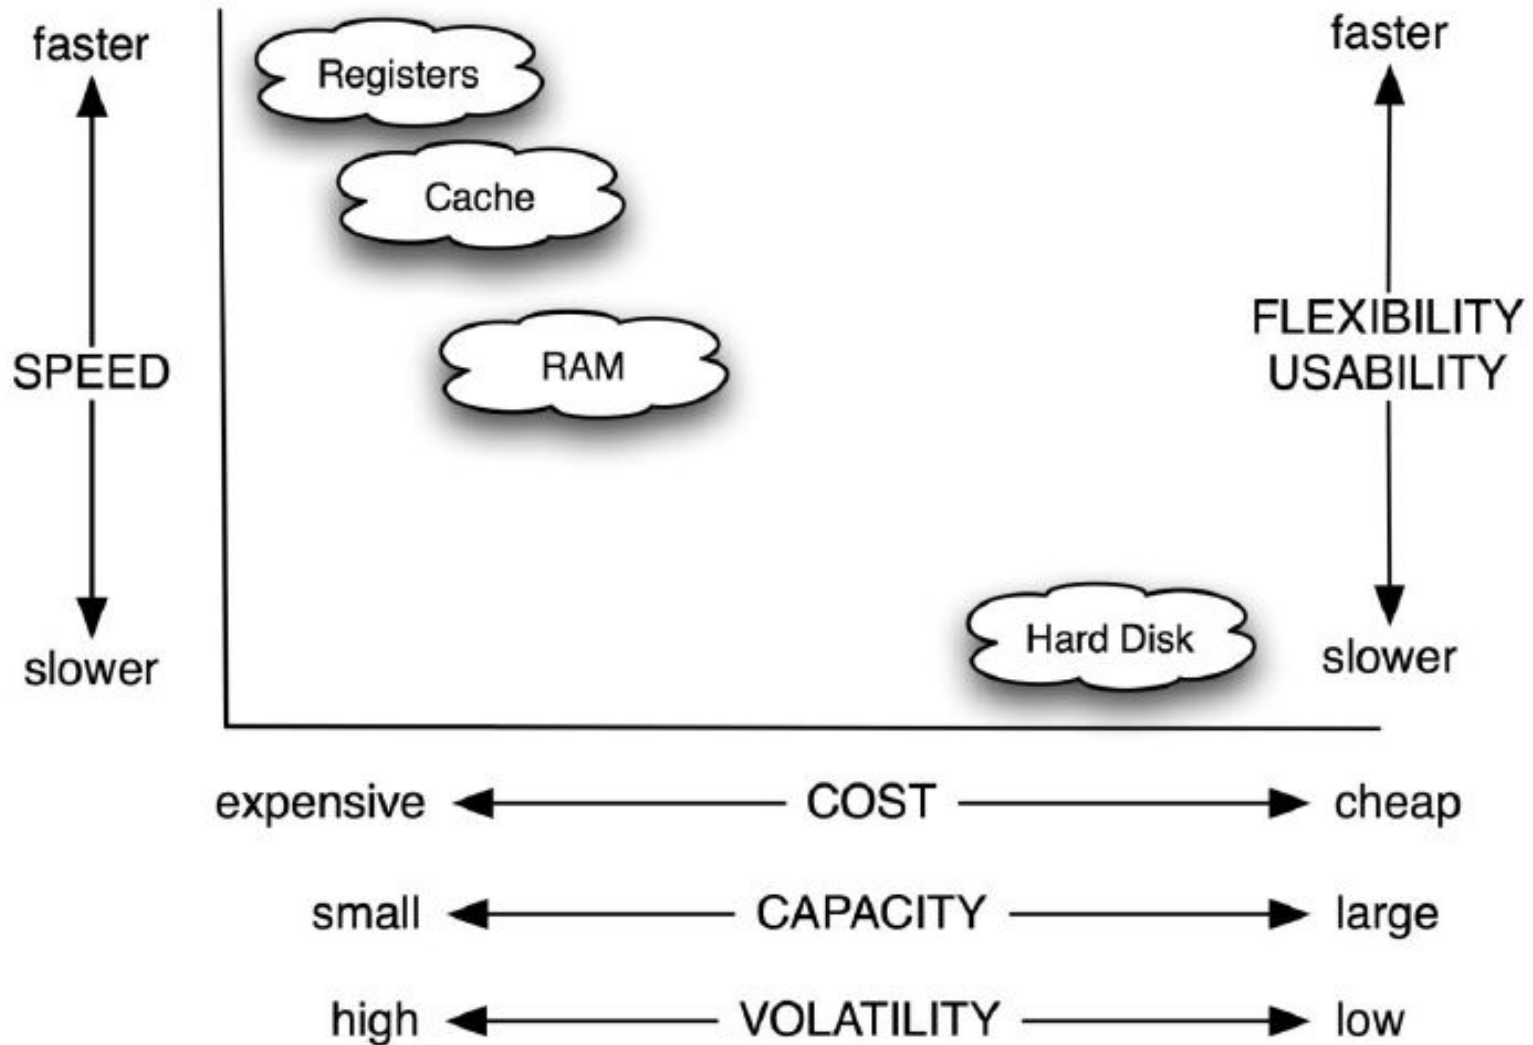 faster
faster
Registers
Cache
RAM
SPEED
FLEXIBILITY
USABILITY
Hard Disk
slower
slower
expensive COST cheap
small CAPACITY large
high VOLATILITY low